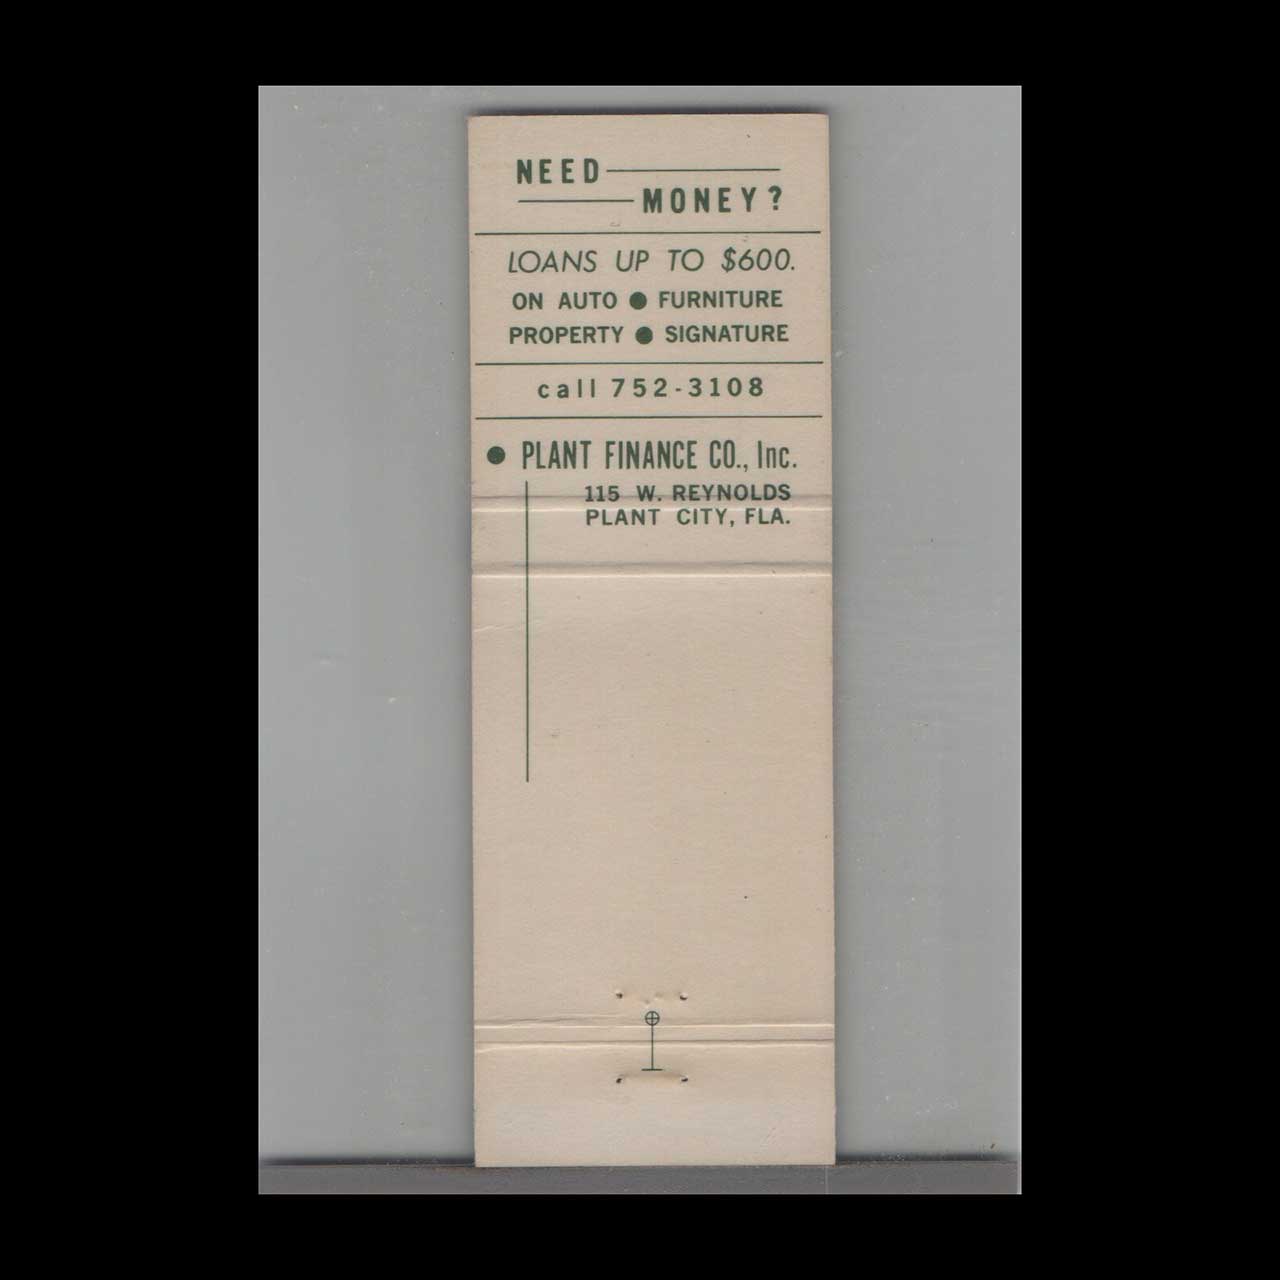 NEED
MONEY?
LOANS UP TO $600.
ON AUTO ● FURNITURE
PROPERTY ● SIGNATURE
call 752-3108
● PLANT FINANCE CO., Inc.
115 W. REYNOLDS
PLANT CITY, FLA.